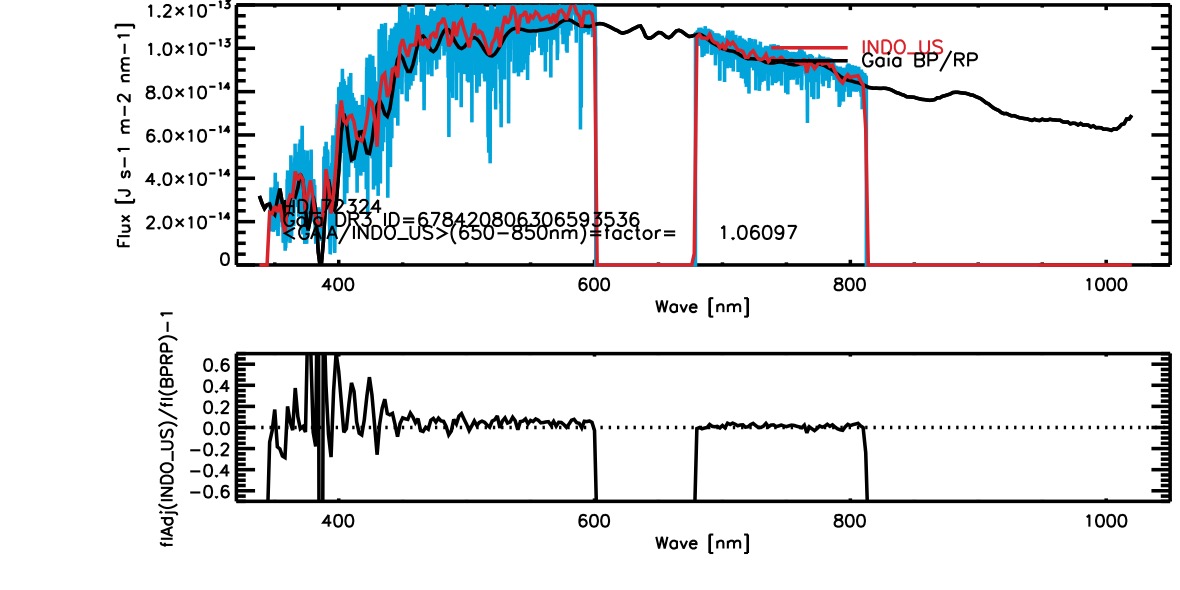 1.2×10−13
1.0×10−13
8.0×10−14
6.0×10−14
4.0×10−14
2.0×10−14
0
Flux [J s−1 m−2 nm−1]
INDO_US
Gaia BP/RP
HD 72324
Gaia DR3 ID=678420806306593536
<GAIA/INDO_US>(650−850nm)=factor= 1.06097
400 600 800 1000
Wave [nm]
flAdj(INDO_US)/fl(BPRP)−1
0.6
0.4
0.2
0.0
−0.2
−0.4
−0.6
400 600 800 1000
Wave [nm]